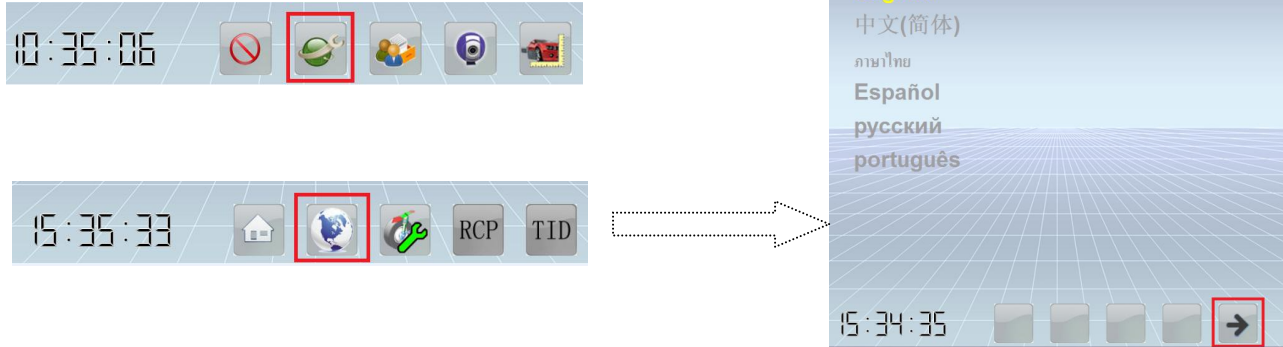 10:35:06
15:35:33
RCP
TID
中文(简体)
ภาษาไทย
Español
русский
português
15:34:35